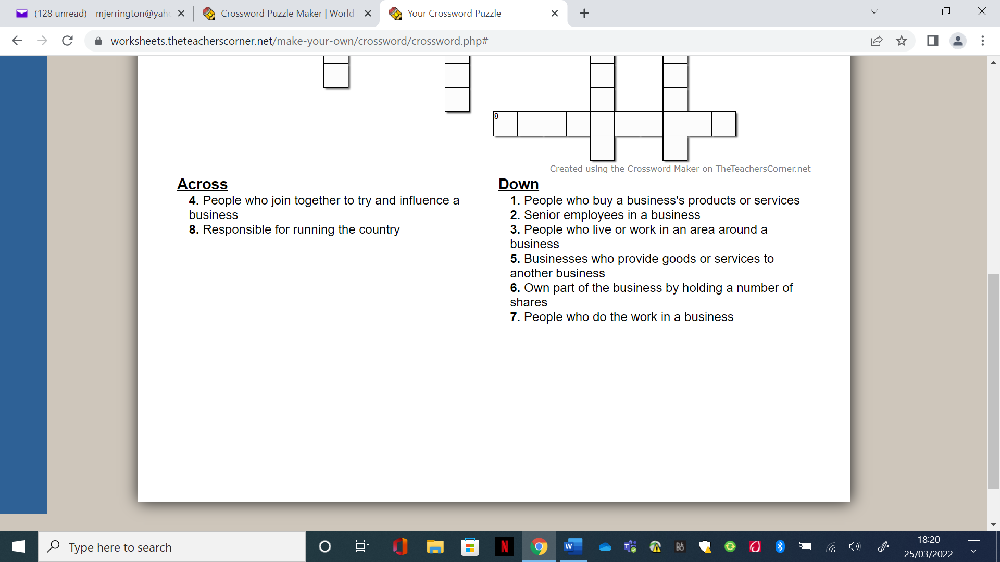 (128 unread) - mjerrington@yah
Crossword Puzzle Maker | World
Your Crossword Puzzle
worksheets.theteacherscorner.net/make-your-own/crossword/crossword.php#
8
Created using the Crossword Maker on TheTeachersCorner.net
Across
4. People who join together to try and influence a
business
8. Responsible for running the country
Down
1. People who buy a business's products or services
2. Senior employees in a business
3. People who live or work in an area around a
business
5. Businesses who provide goods or services to
another business
6. Own part of the business by holding a number of
shares
7. People who do the work in a business
Type here to search
18:20
25/03/2022